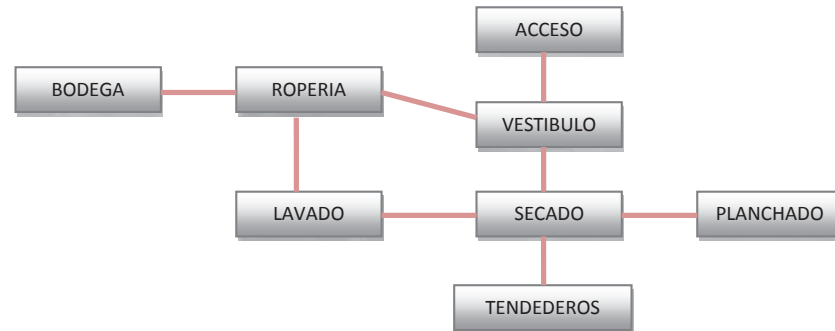 ACCESO
BODEGA
ROPERIA
VESTIBULO
LAVADO
SECADO
PLANCHADO
TENDEDEROS